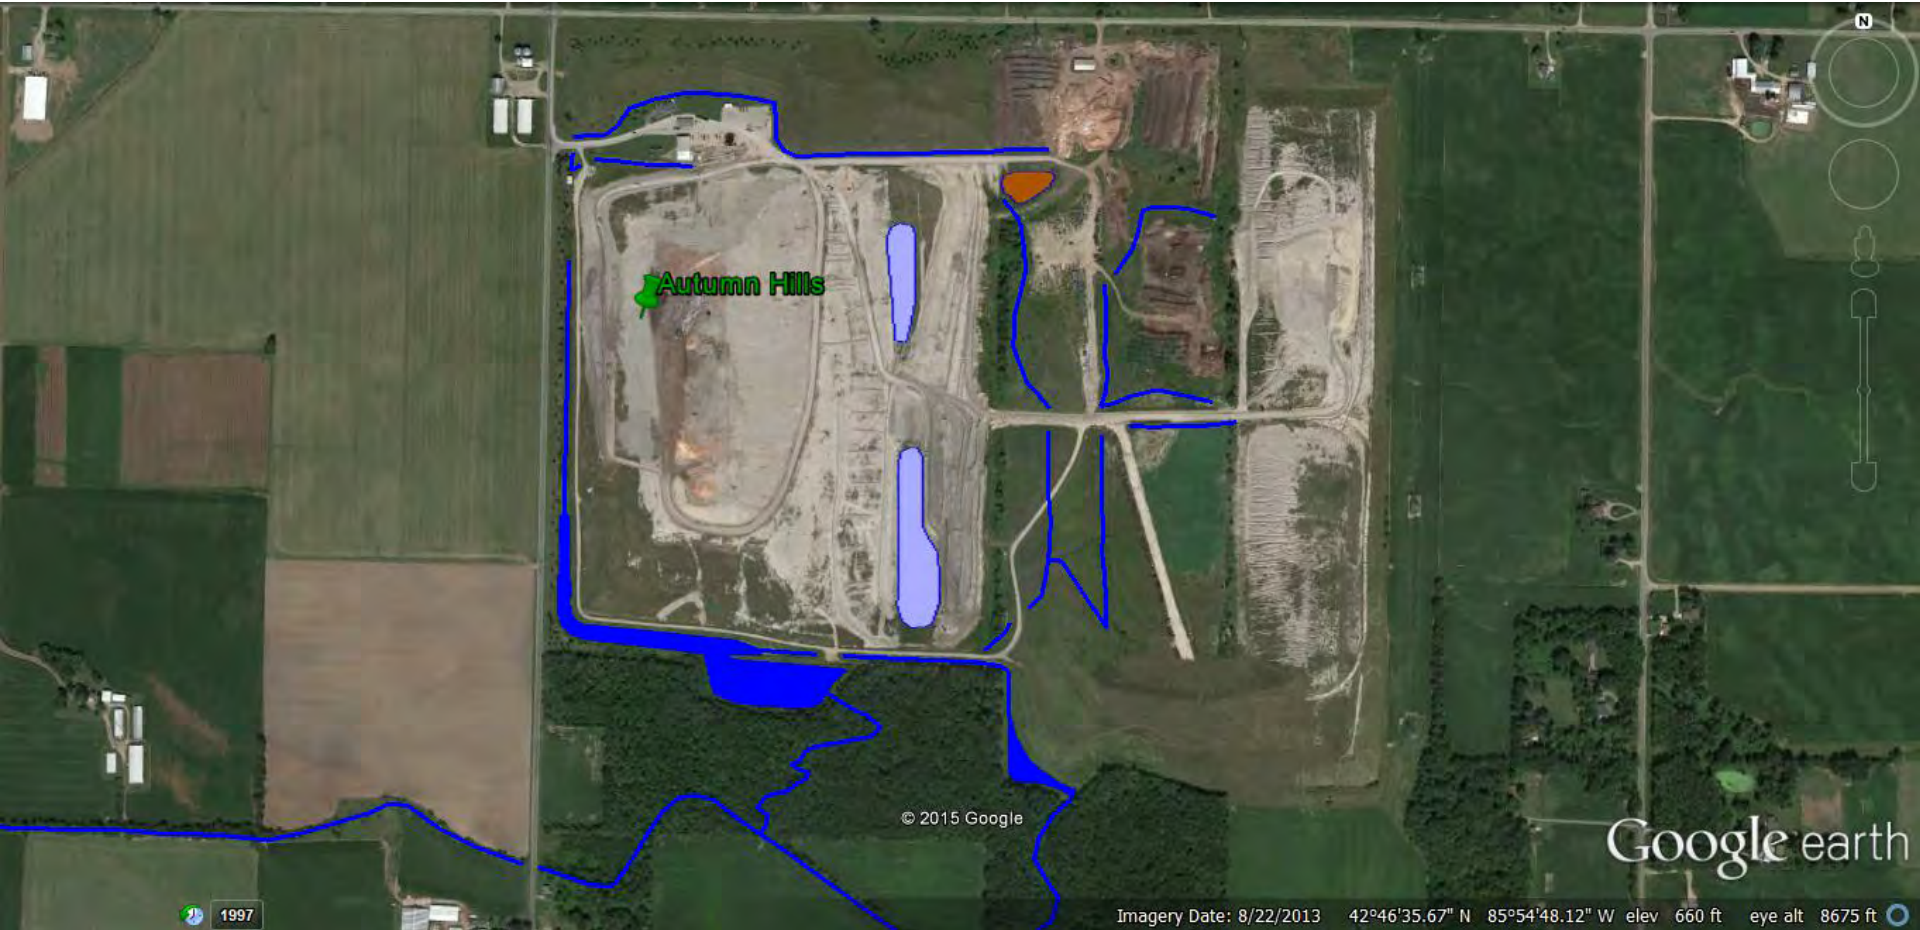 N
Autumn Hills
© 2015 Google
Google earth
1997
Imagery Date: 8/22/2013 42°46'35.67" N 85°54'48.12" W elev 660 ft eye alt 8675 ft